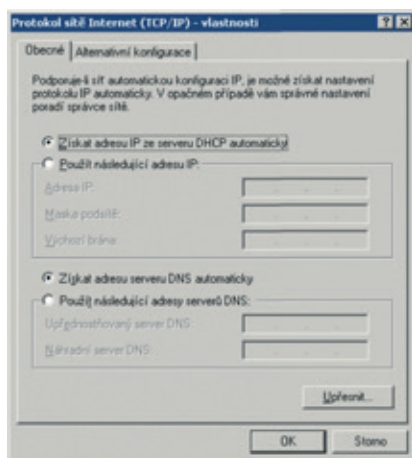 Protokol sítě Internet (TCP/IP) - vlastnosti
Obecné
Alternativní konfigurace
Podporuje-li síť automatickou konfiguraci IP, je možné získat nastavení
protokolu IP automaticky. V opačném případě vám správné nastavení
poradí správce sítě.
Získat adresu IP ze serveru DHCP automaticky
Použít následující adresu IP:
Adresa IP:
Maska podsítě:
Výchozí brána:
Získat adresu serveru DNS automaticky
Použít následující adresy serverů DNS:
Upřednostňovaný server DNS:
Náhradní server DNS:
Upřesnit...
OK
Storno